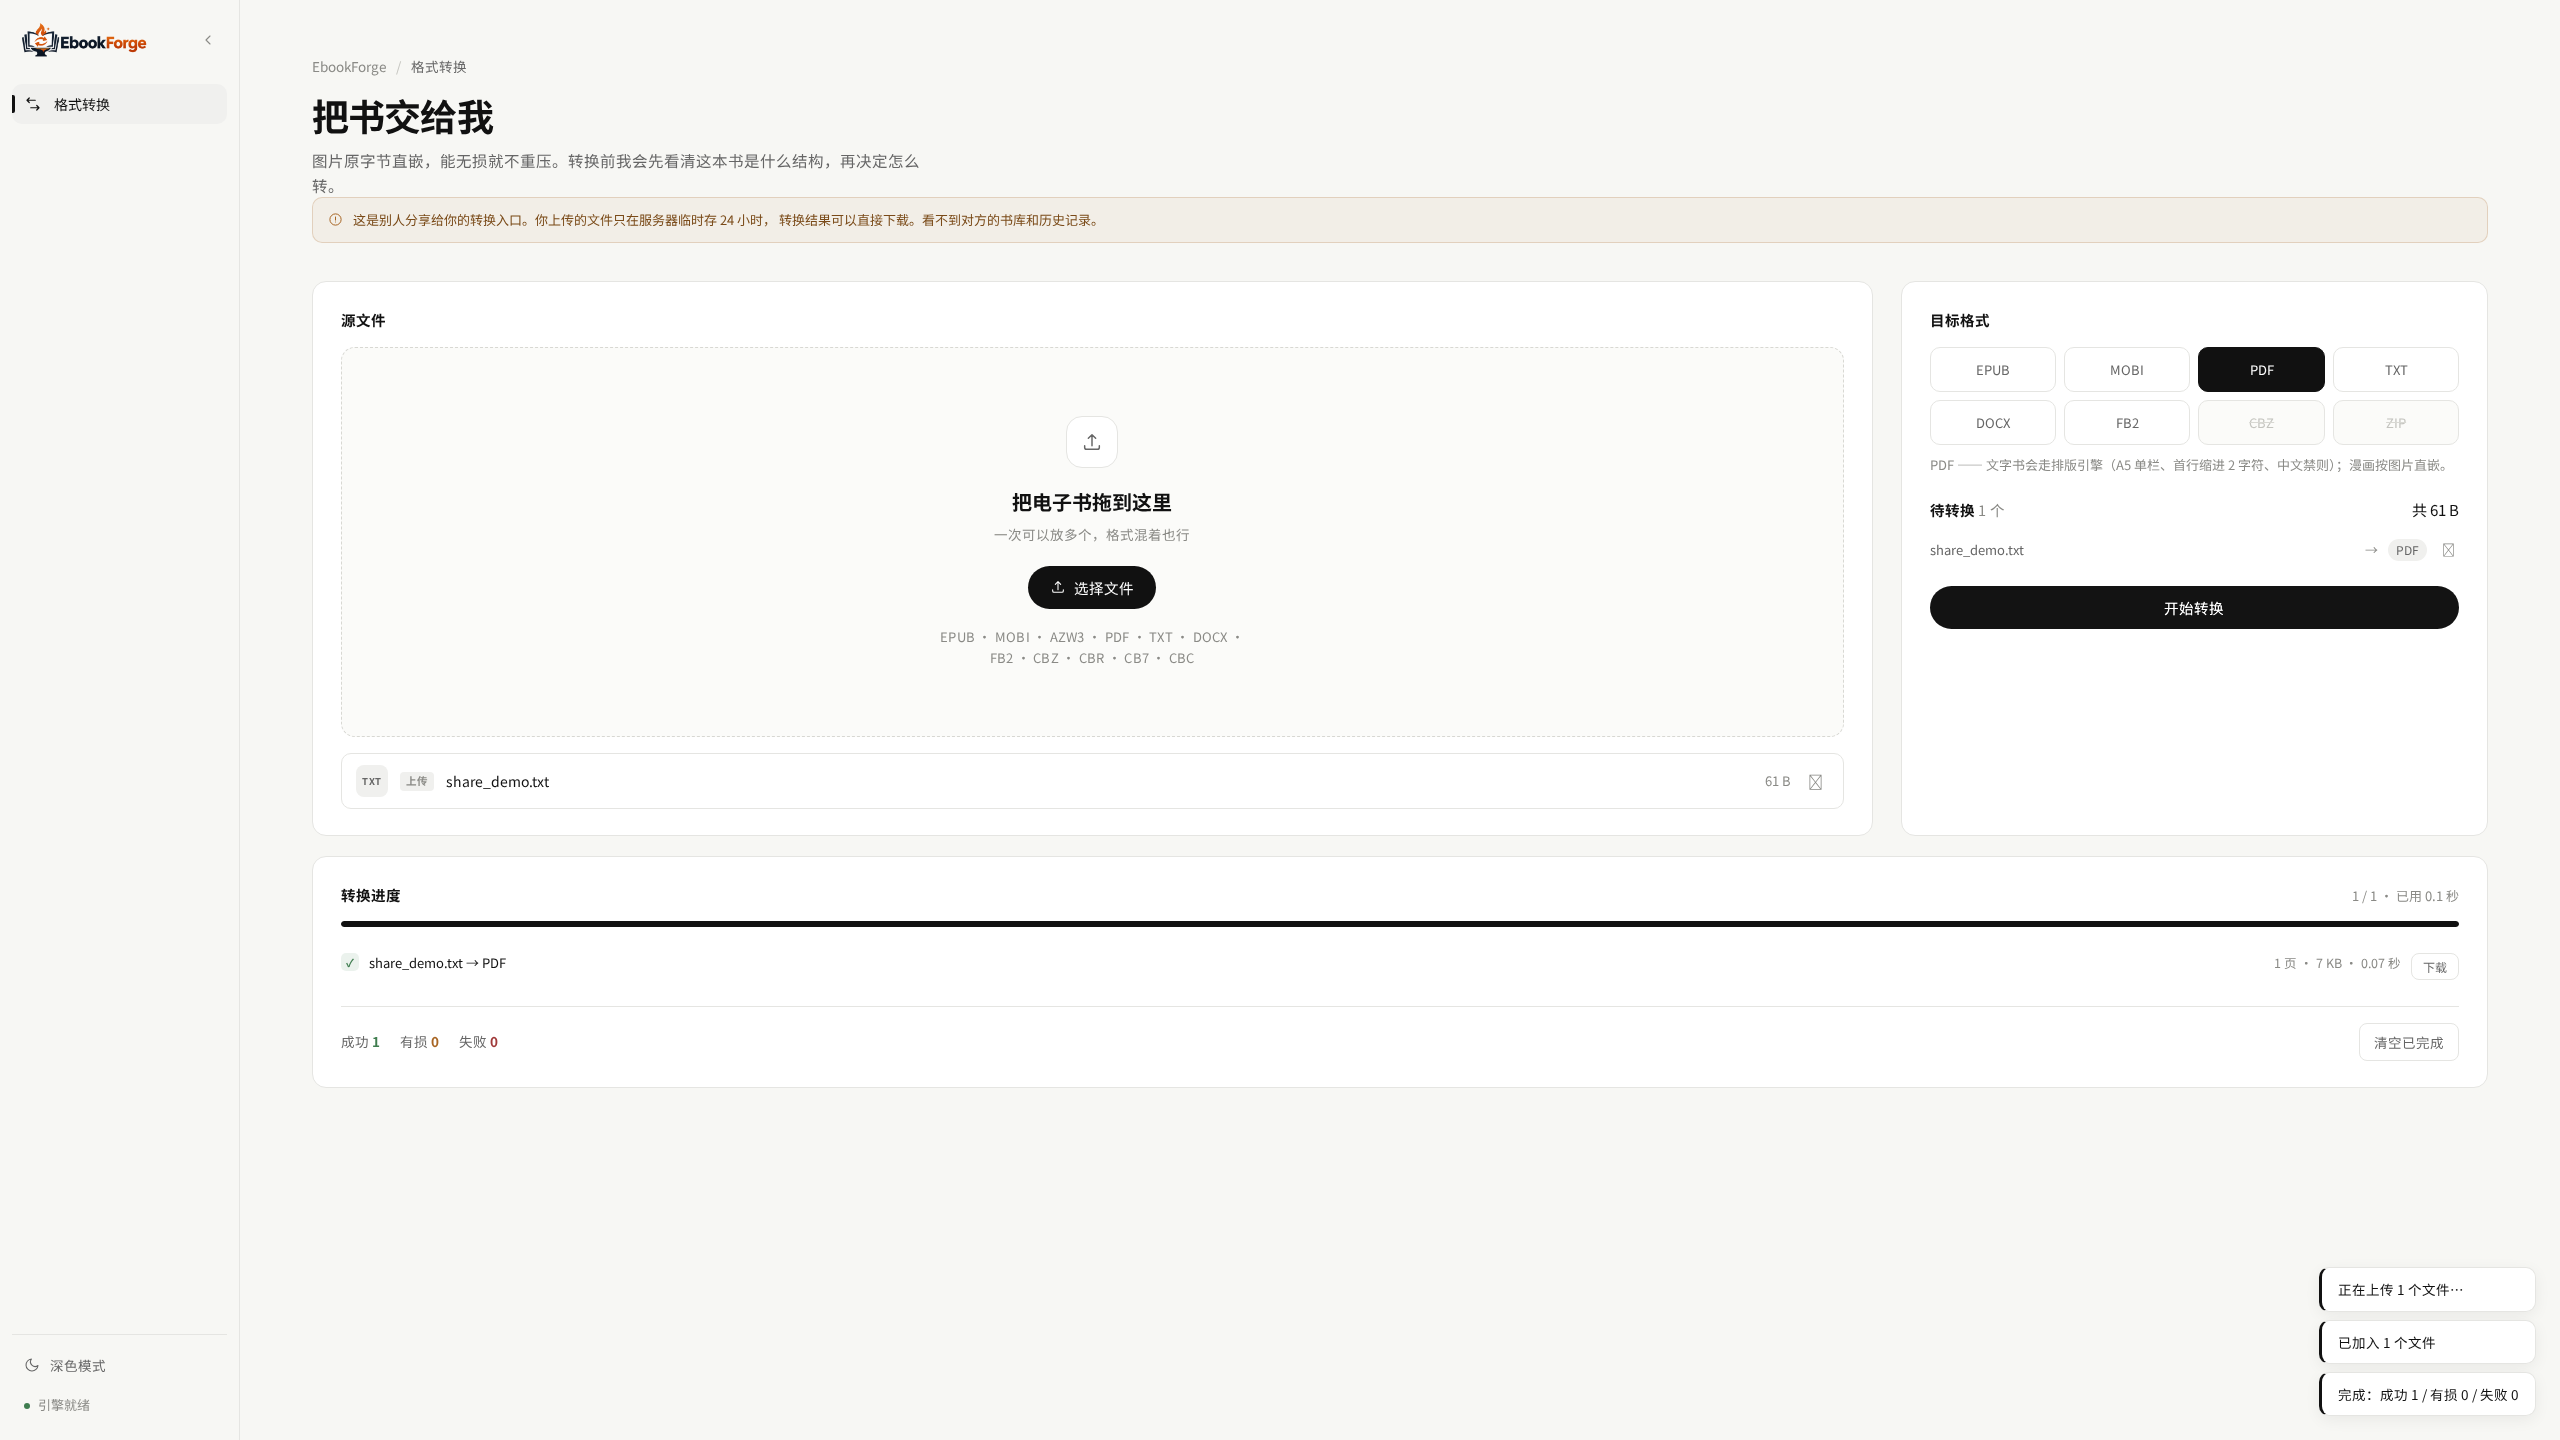 EbookForge
格式转换
EbookForge / 格式转换
把书交给我
图片原字节直嵌，能无损就不重压。转换前我会先看清这本书是什么结构，再决定怎么
转。
这是别人分享给你的转换入口。你上传的文件只在服务器临时存 24 小时， 转换结果可以直接下载。看不到对方的书库和历史记录。
源文件
把电子书拖到这里
一次可以放多个，格式混着也行
选择文件
EPUB · MOBI · AZW3 · PDF · TXT · DOCX ·
FB2 · CBZ · CBR · CB7 · CBC
TXT 上传 share_demo.txt 61 B
目标格式
EPUB MOBI PDF TXT
DOCX FB2 CBZ ZIP
PDF —— 文字书会走排版引擎（A5 单栏、首行缩进 2 字符、中文禁则）；漫画按图片直嵌。
待转换 1 个 共 61 B
share_demo.txt → PDF
开始转换
转换进度 1 / 1 · 已用 0.1 秒
✓ share_demo.txt → PDF 1 页 · 7 KB · 0.07 秒 下载
成功 1 有损 0 失败 0 清空已完成
深色模式
引擎就绪
正在上传 1 个文件…
已加入 1 个文件
完成：成功 1 / 有损 0 / 失败 0